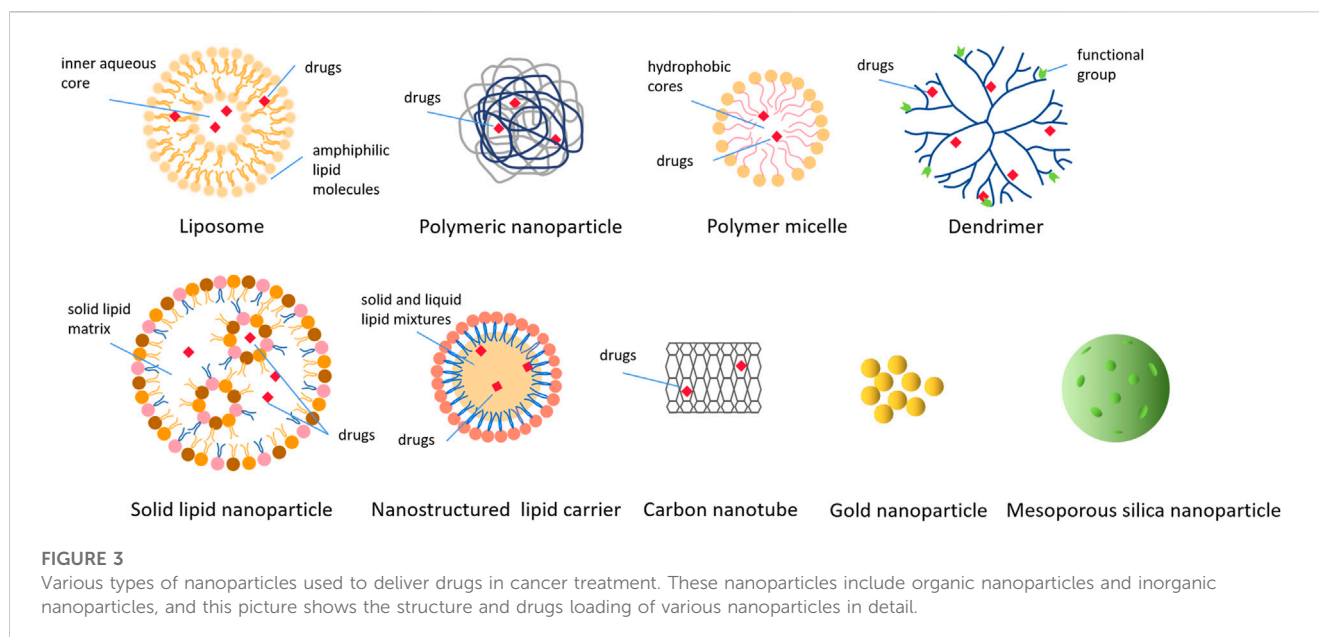 inner aqueous
core
drugs
amphiphilic
lipid
molecules
Liposome
drugs
Polymeric nanoparticle
hydrophobic
cores
drugs
Polymer micelle
drugs
functional
group
Dendrimer
solid lipid
matrix
drugs
Solid lipid nanoparticle
solid and liquid
lipid mixtures
drugs
Nanostructured lipid carrier
drugs
Carbon nanotube
Gold nanoparticle
Mesoporous silica nanoparticle
FIGURE 3
Various types of nanoparticles used to deliver drugs in cancer treatment. These nanoparticles include organic nanoparticles and inorganic
nanoparticles, and this picture shows the structure and drugs loading of various nanoparticles in detail.